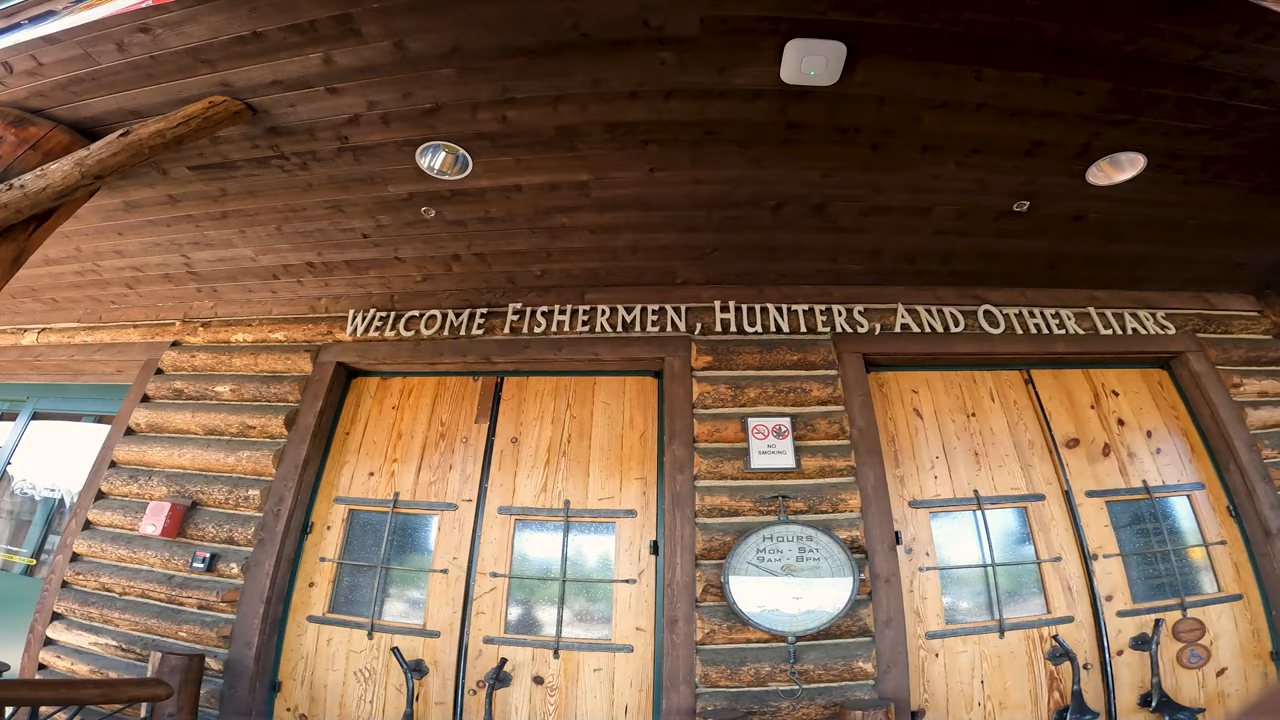 WELCOME FISHERMEN, HUNTERS, AND OTHER LIARS
NO
SMOKING
HOURS
MON - SAT
9AM - 8PM